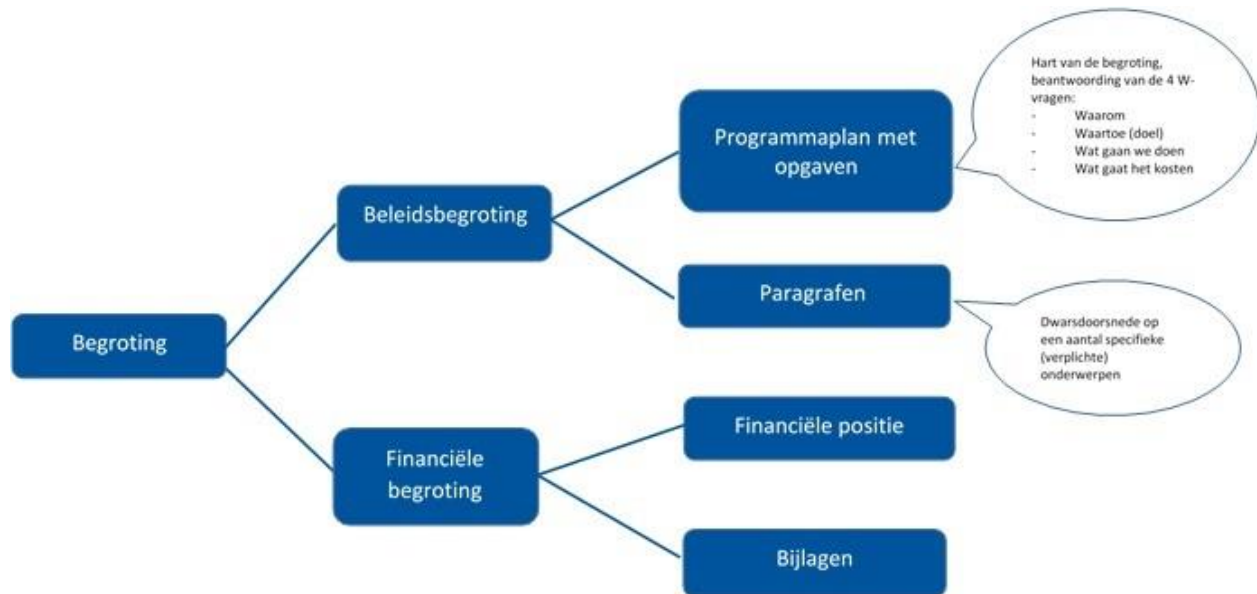 Hart van de begroting,
beantwoording van de 4 W-
vragen:
- Waarom
- Waartoe (doel)
- Wat gaan we doen
- Wat gaat het kosten
Programmaplan met
opgaven
Beleidsbegroting
Paragrafen
Dwarsdoorsnede op
een aantal specifieke
(verplichte)
onderwerpen
Begroting
Financiële positie
Financiële
begroting
Bijlagen